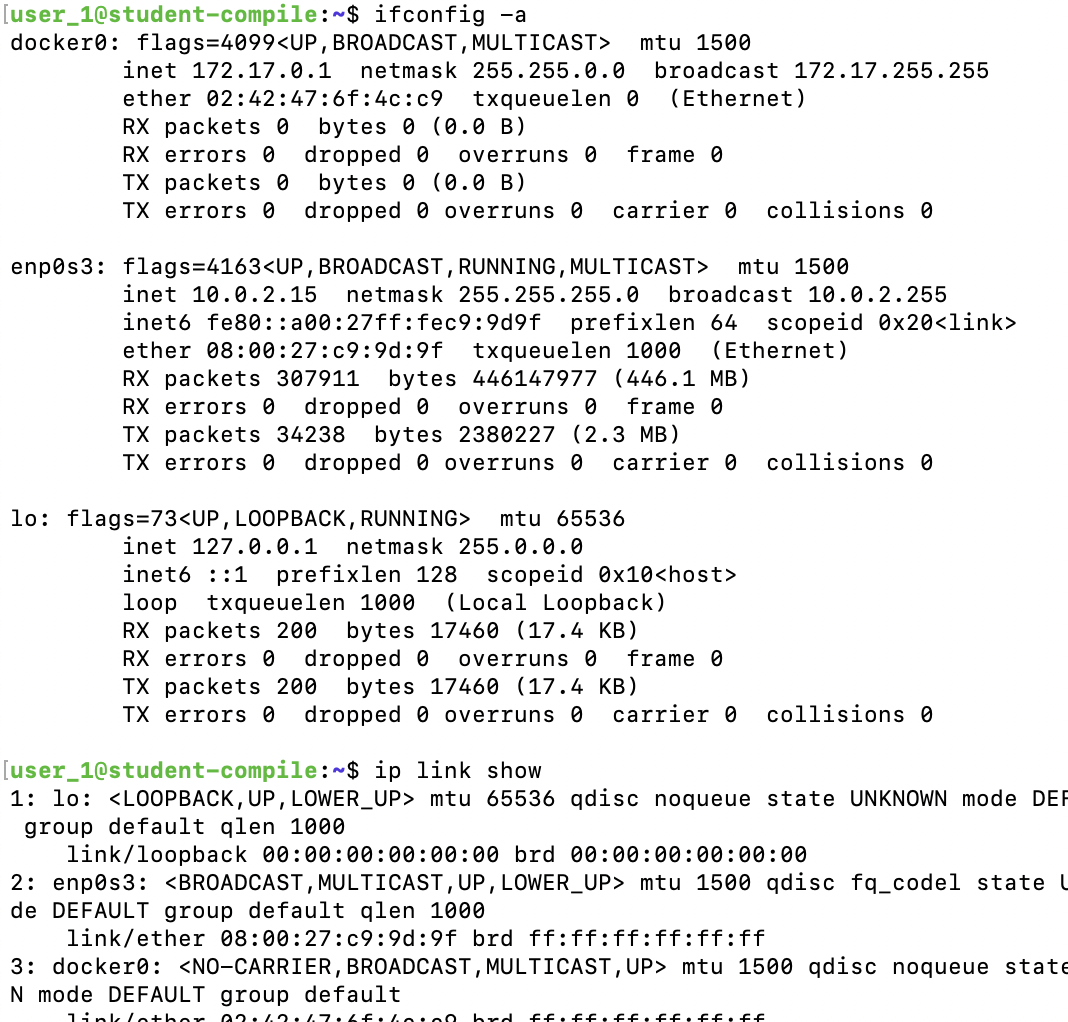 [user_1@student-compile:~$ ifconfig -a
docker0: flags=4099<UP,BROADCAST,MULTICAST>  mtu 1500
        inet 172.17.0.1  netmask 255.255.0.0  broadcast 172.17.255.255
        ether 02:42:47:6f:4c:c9  txqueuelen 0  (Ethernet)
        RX packets 0  bytes 0 (0.0 B)
        RX errors 0  dropped 0  overruns 0  frame 0
        TX packets 0  bytes 0 (0.0 B)
        TX errors 0  dropped 0 overruns 0  carrier 0  collisions 0

enp0s3: flags=4163<UP,BROADCAST,RUNNING,MULTICAST>  mtu 1500
        inet 10.0.2.15  netmask 255.255.255.0  broadcast 10.0.2.255
        inet6 fe80::a00:27ff:fec9:9d9f  prefixlen 64  scopeid 0x20<link>
        ether 08:00:27:c9:9d:9f  txqueuelen 1000  (Ethernet)
        RX packets 307911  bytes 446147977 (446.1 MB)
        RX errors 0  dropped 0  overruns 0  frame 0
        TX packets 34238  bytes 2380227 (2.3 MB)
        TX errors 0  dropped 0 overruns 0  carrier 0  collisions 0

lo: flags=73<UP,LOOPBACK,RUNNING>  mtu 65536
        inet 127.0.0.1  netmask 255.0.0.0
        inet6 ::1  prefixlen 128  scopeid 0x10<host>
        loop  txqueuelen 1000  (Local Loopback)
        RX packets 200  bytes 17460 (17.4 KB)
        RX errors 0  dropped 0  overruns 0  frame 0
        TX packets 200  bytes 17460 (17.4 KB)
        TX errors 0  dropped 0 overruns 0  carrier 0  collisions 0

[user_1@student-compile:~$ ip link show
1: lo: <LOOPBACK,UP,LOWER_UP> mtu 65536 qdisc noqueue state UNKNOWN mode DEF
 group default qlen 1000
    link/loopback 00:00:00:00:00:00 brd 00:00:00:00:00:00
2: enp0s3: <BROADCAST,MULTICAST,UP,LOWER_UP> mtu 1500 qdisc fq_codel state U
de DEFAULT group default qlen 1000
    link/ether 08:00:27:c9:9d:9f brd ff:ff:ff:ff:ff:ff
3: docker0: <NO-CARRIER,BROADCAST,MULTICAST,UP> mtu 1500 qdisc noqueue state
N mode DEFAULT group default
    link/ether 02:42:47:6f:4c:c9 brd ff:ff:ff:ff:ff:ff